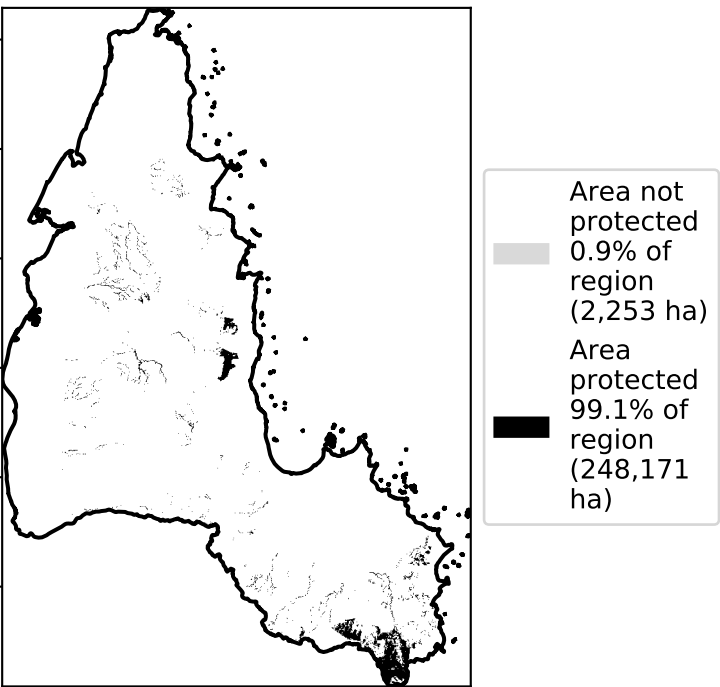 Area not
protected
0.9% of
region
(2,253 ha)
Area
protected
99.1% of
region
(248,171
ha)